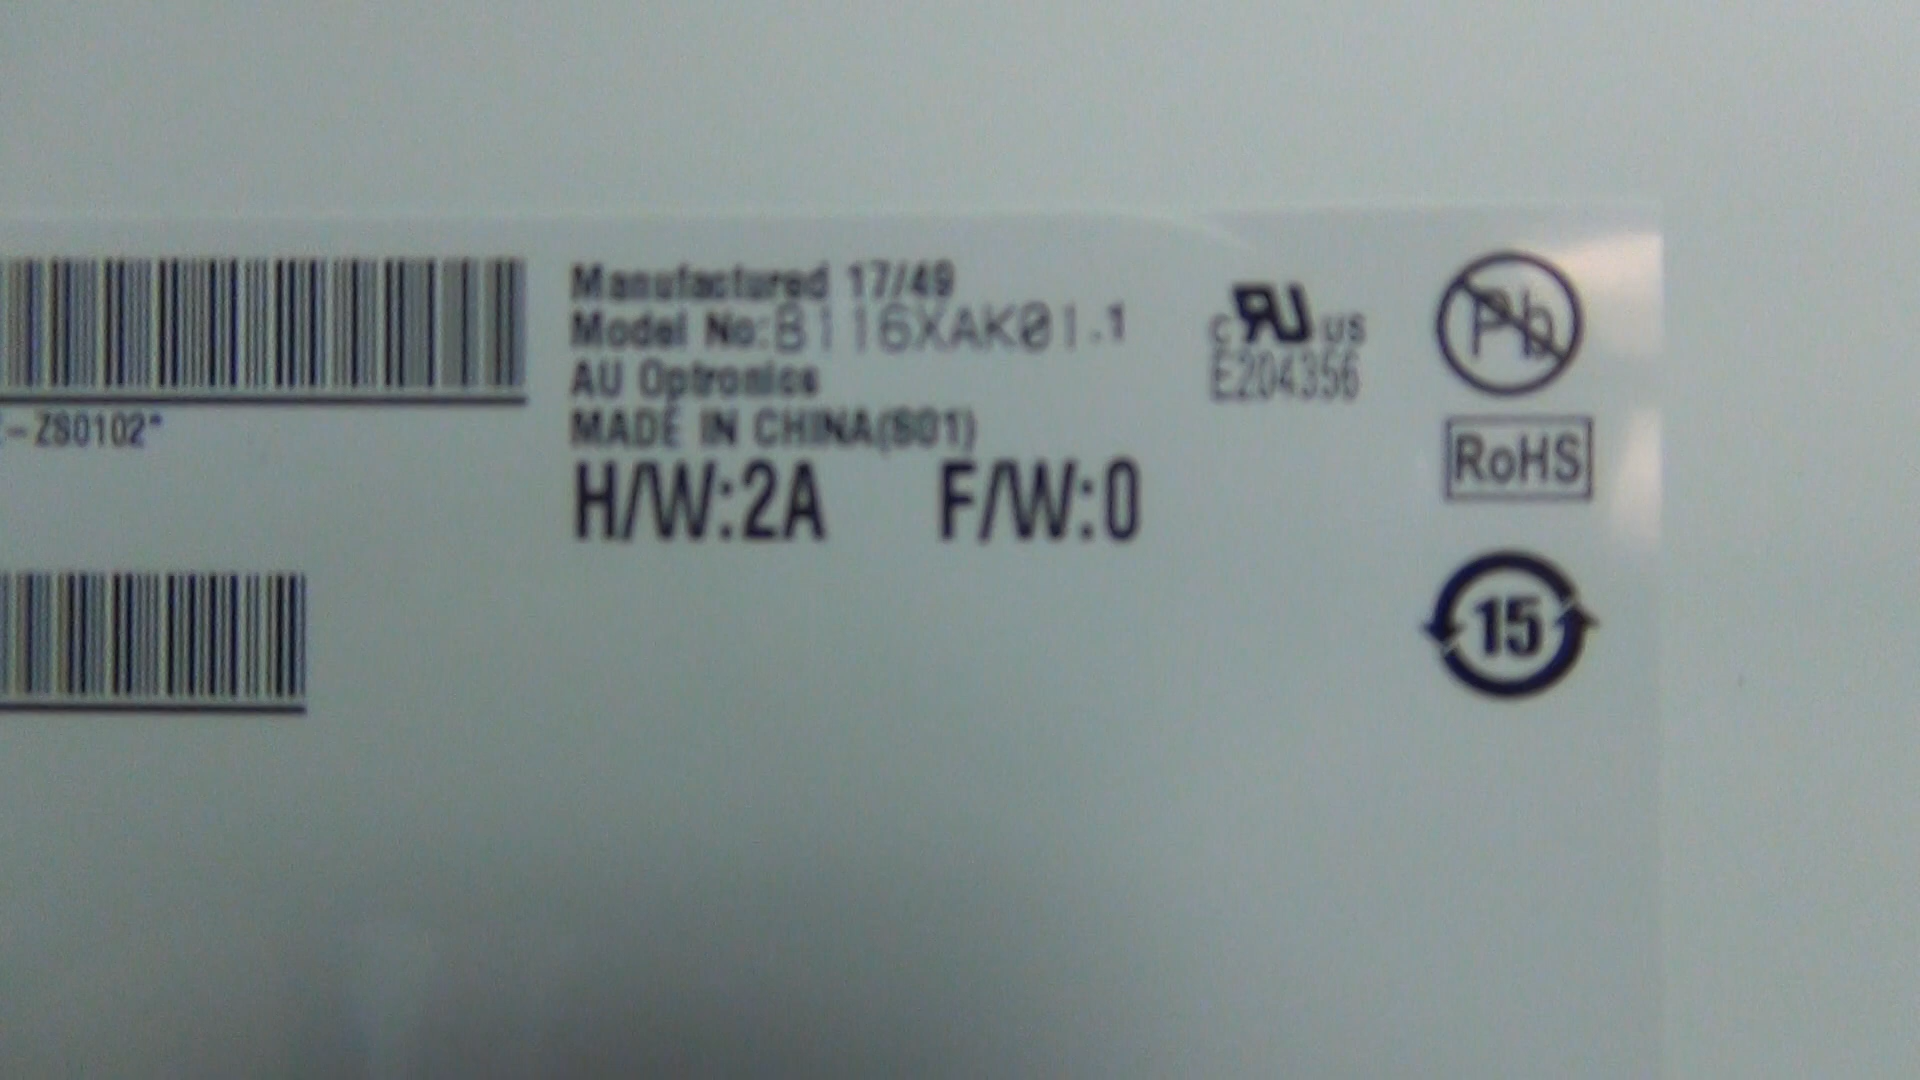 Manufactured 17/49
Model No:B116XAK01.1
AU Optronics
MADE IN CHINA(S01)
H/W:2A F/W:0
-ZS0102*
c RU US
E204356
Pb
RoHS
15